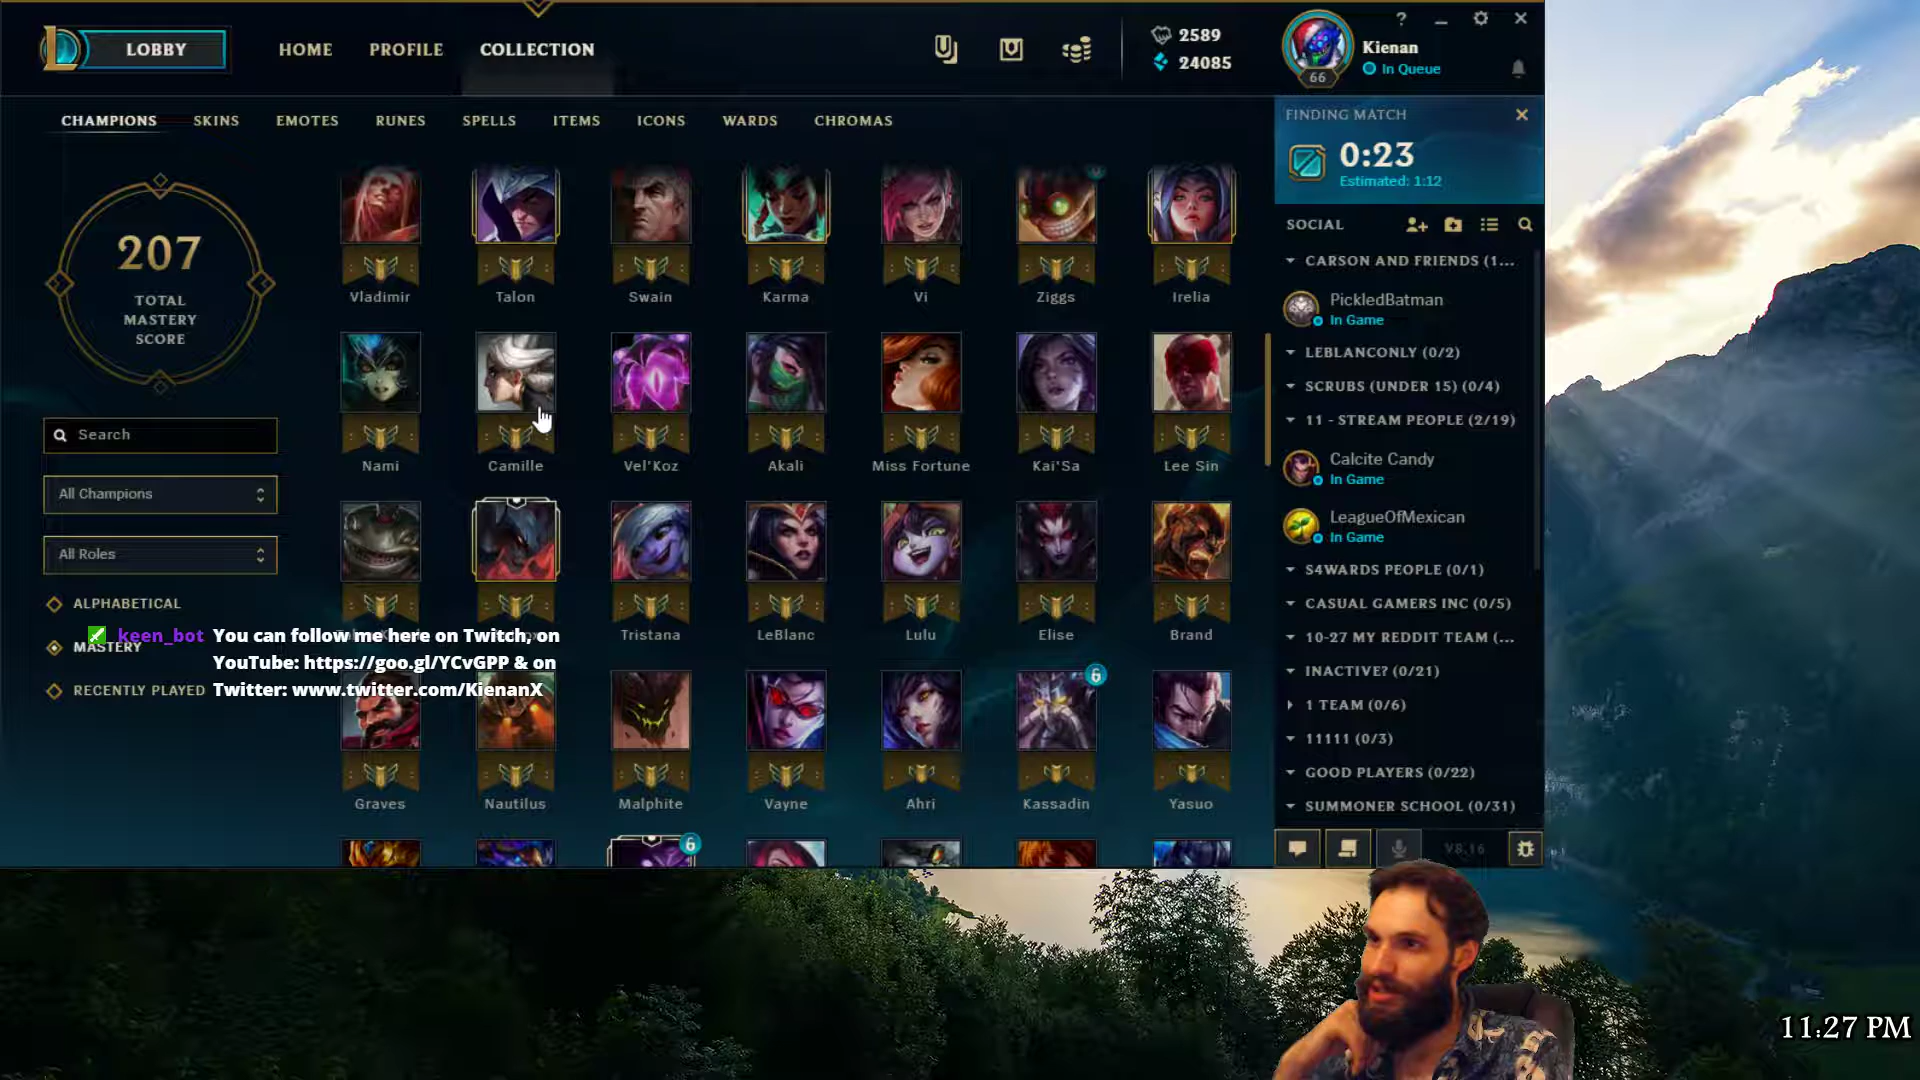 LOBBY
HOME
PROFILE
COLLECTION
2589
24085
66
Kienan
In Queue
?
CHAMPIONS
SKINS
EMOTES
RUNES
SPELLS
ITEMS
ICONS
WARDS
CHROMAS
FINDING MATCH
0:23
Estimated: 1:12
207
TOTAL
MASTERY
SCORE
Search
All Champions
All Roles
ALPHABETICAL
MASTERY
RECENTLY PLAYED
keen_bot You can follow me here on Twitch, on
YouTube: https://goo.gl/YCvGPP & on
Twitter: www.twitter.com/KienanX
Vladimir
Talon
Swain
Karma
Vi
Ziggs
Irelia
Nami
Camille
Vel'Koz
Akali
Miss Fortune
Kai'Sa
Lee Sin
Tristana
LeBlanc
Lulu
Elise
Brand
6
Graves
Nautilus
Malphite
Vayne
Ahri
Kassadin
Yasuo
6
SOCIAL
CARSON AND FRIENDS (1...
PickledBatman
In Game
LEBLANCONLY (0/2)
SCRUBS (UNDER 15) (0/4)
11 - STREAM PEOPLE (2/19)
Calcite Candy
In Game
LeagueOfMexican
In Game
S4WARDS PEOPLE (0/1)
CASUAL GAMERS INC (0/5)
10-27 MY REDDIT TEAM (...
INACTIVE? (0/21)
1 TEAM (0/6)
11111 (0/3)
GOOD PLAYERS (0/22)
SUMMONER SCHOOL (0/31)
V8.16
11:27 PM